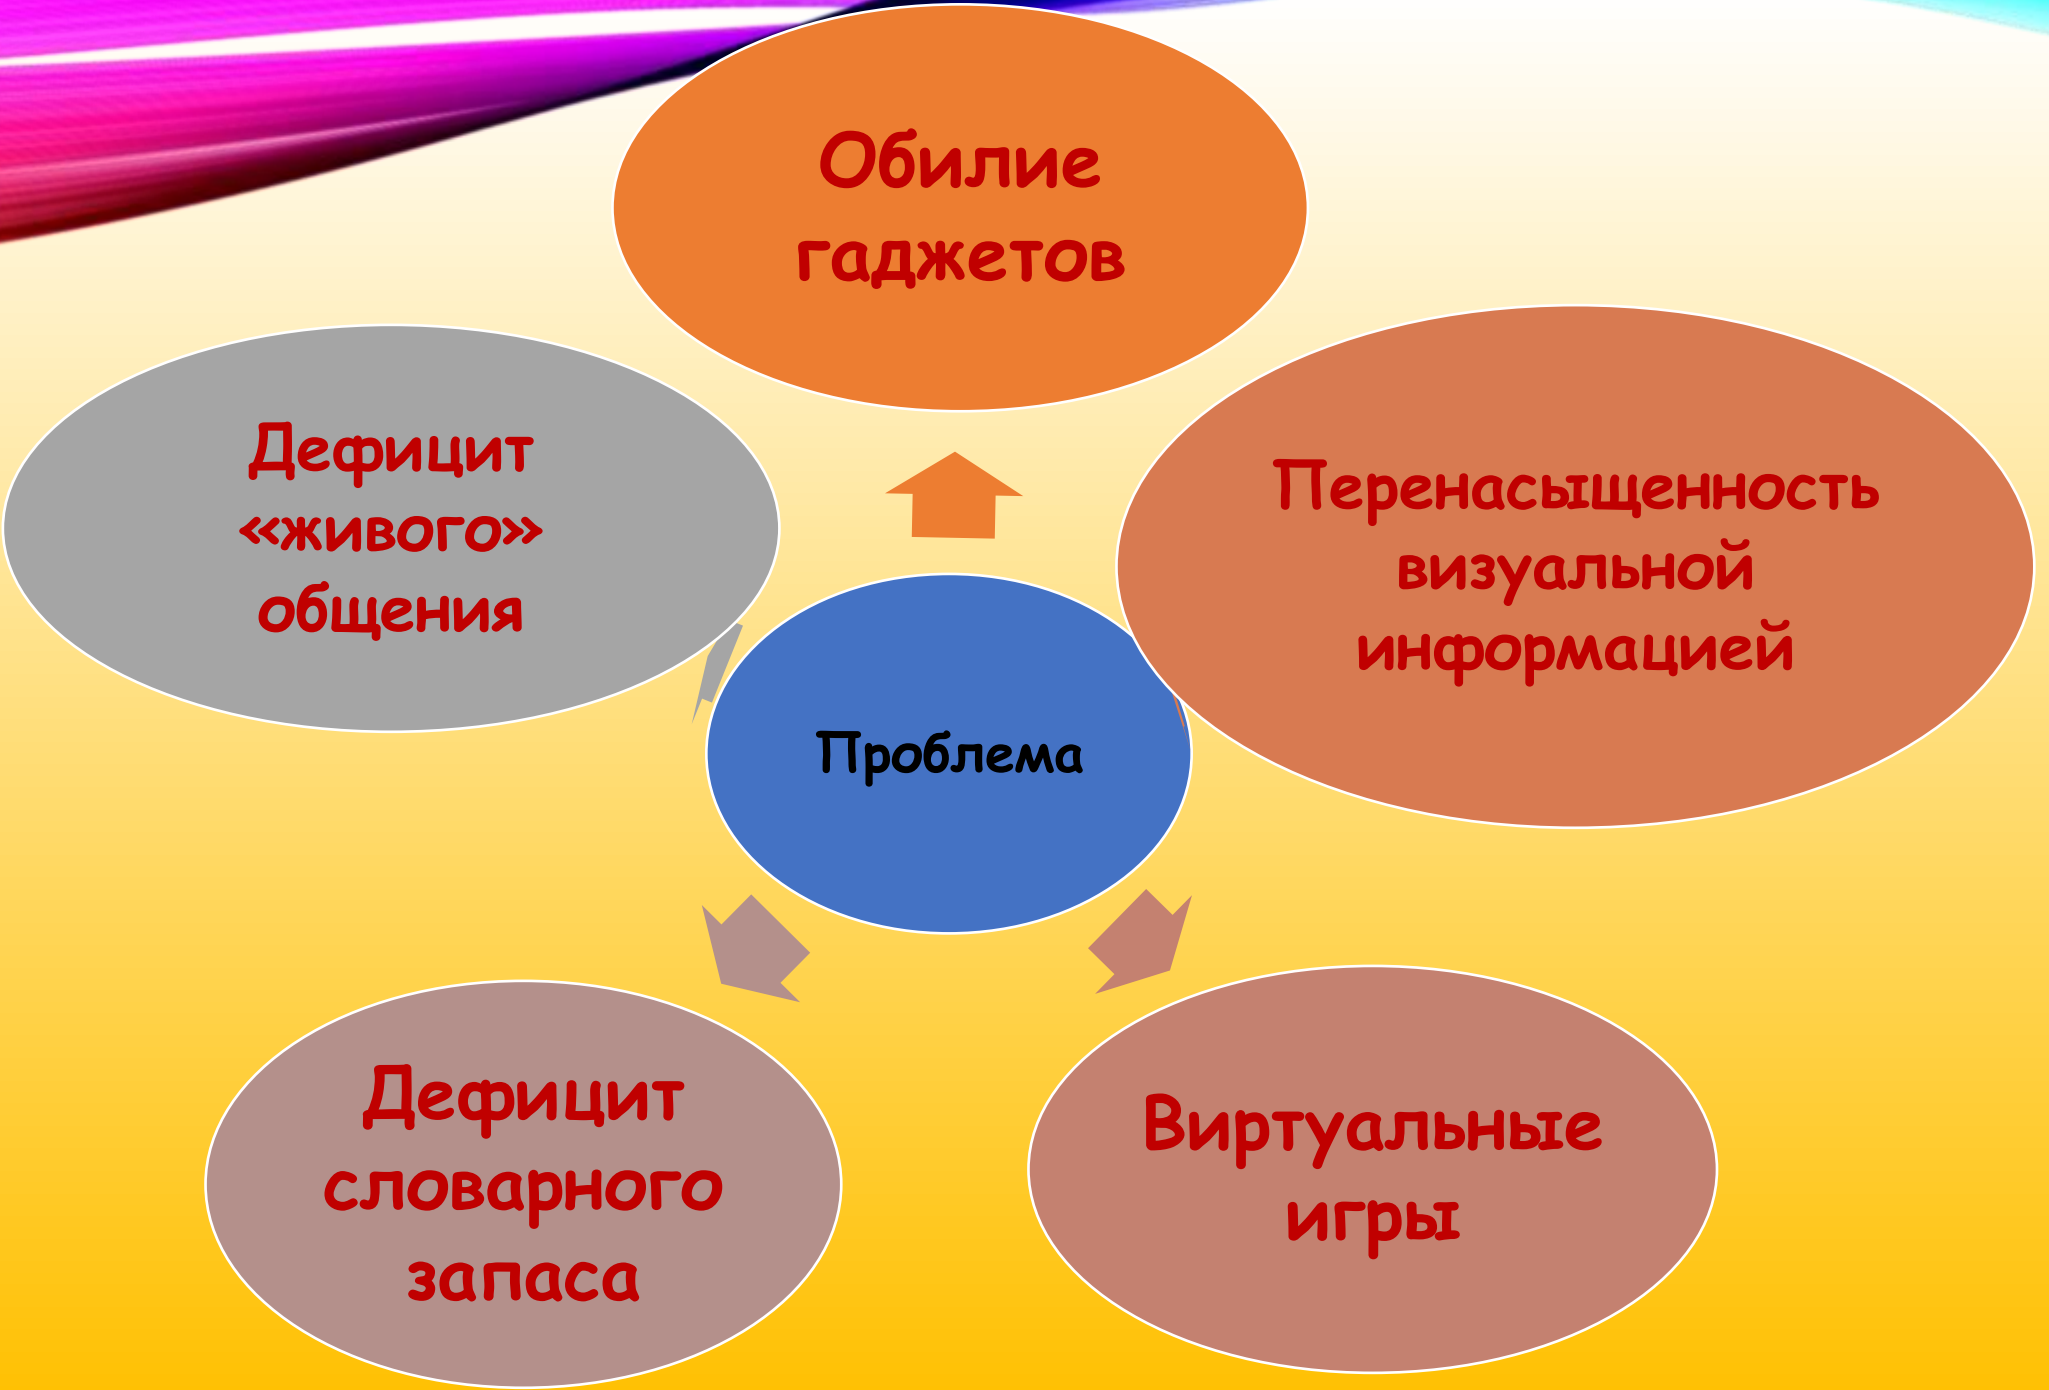 Обилие
гаджетов
Дефицит
«живого»
общения
Перенасыщенность
визуальной
информацией
Проблема
Дефицит
словарного
запаса
Виртуальные
игры